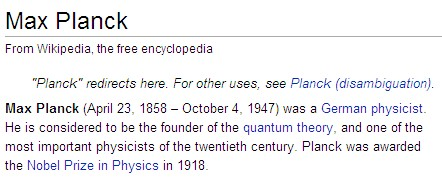 Max Planck
From Wikipedia, the free encyclopedia
"Planck" redirects here. For other uses, see Planck (disambiguation).
Max Planck (April 23, 1858 – October 4, 1947) was a German physicist.
He is considered to be the founder of the quantum theory, and one of the
most important physicists of the twentieth century. Planck was awarded
the Nobel Prize in Physics in 1918.